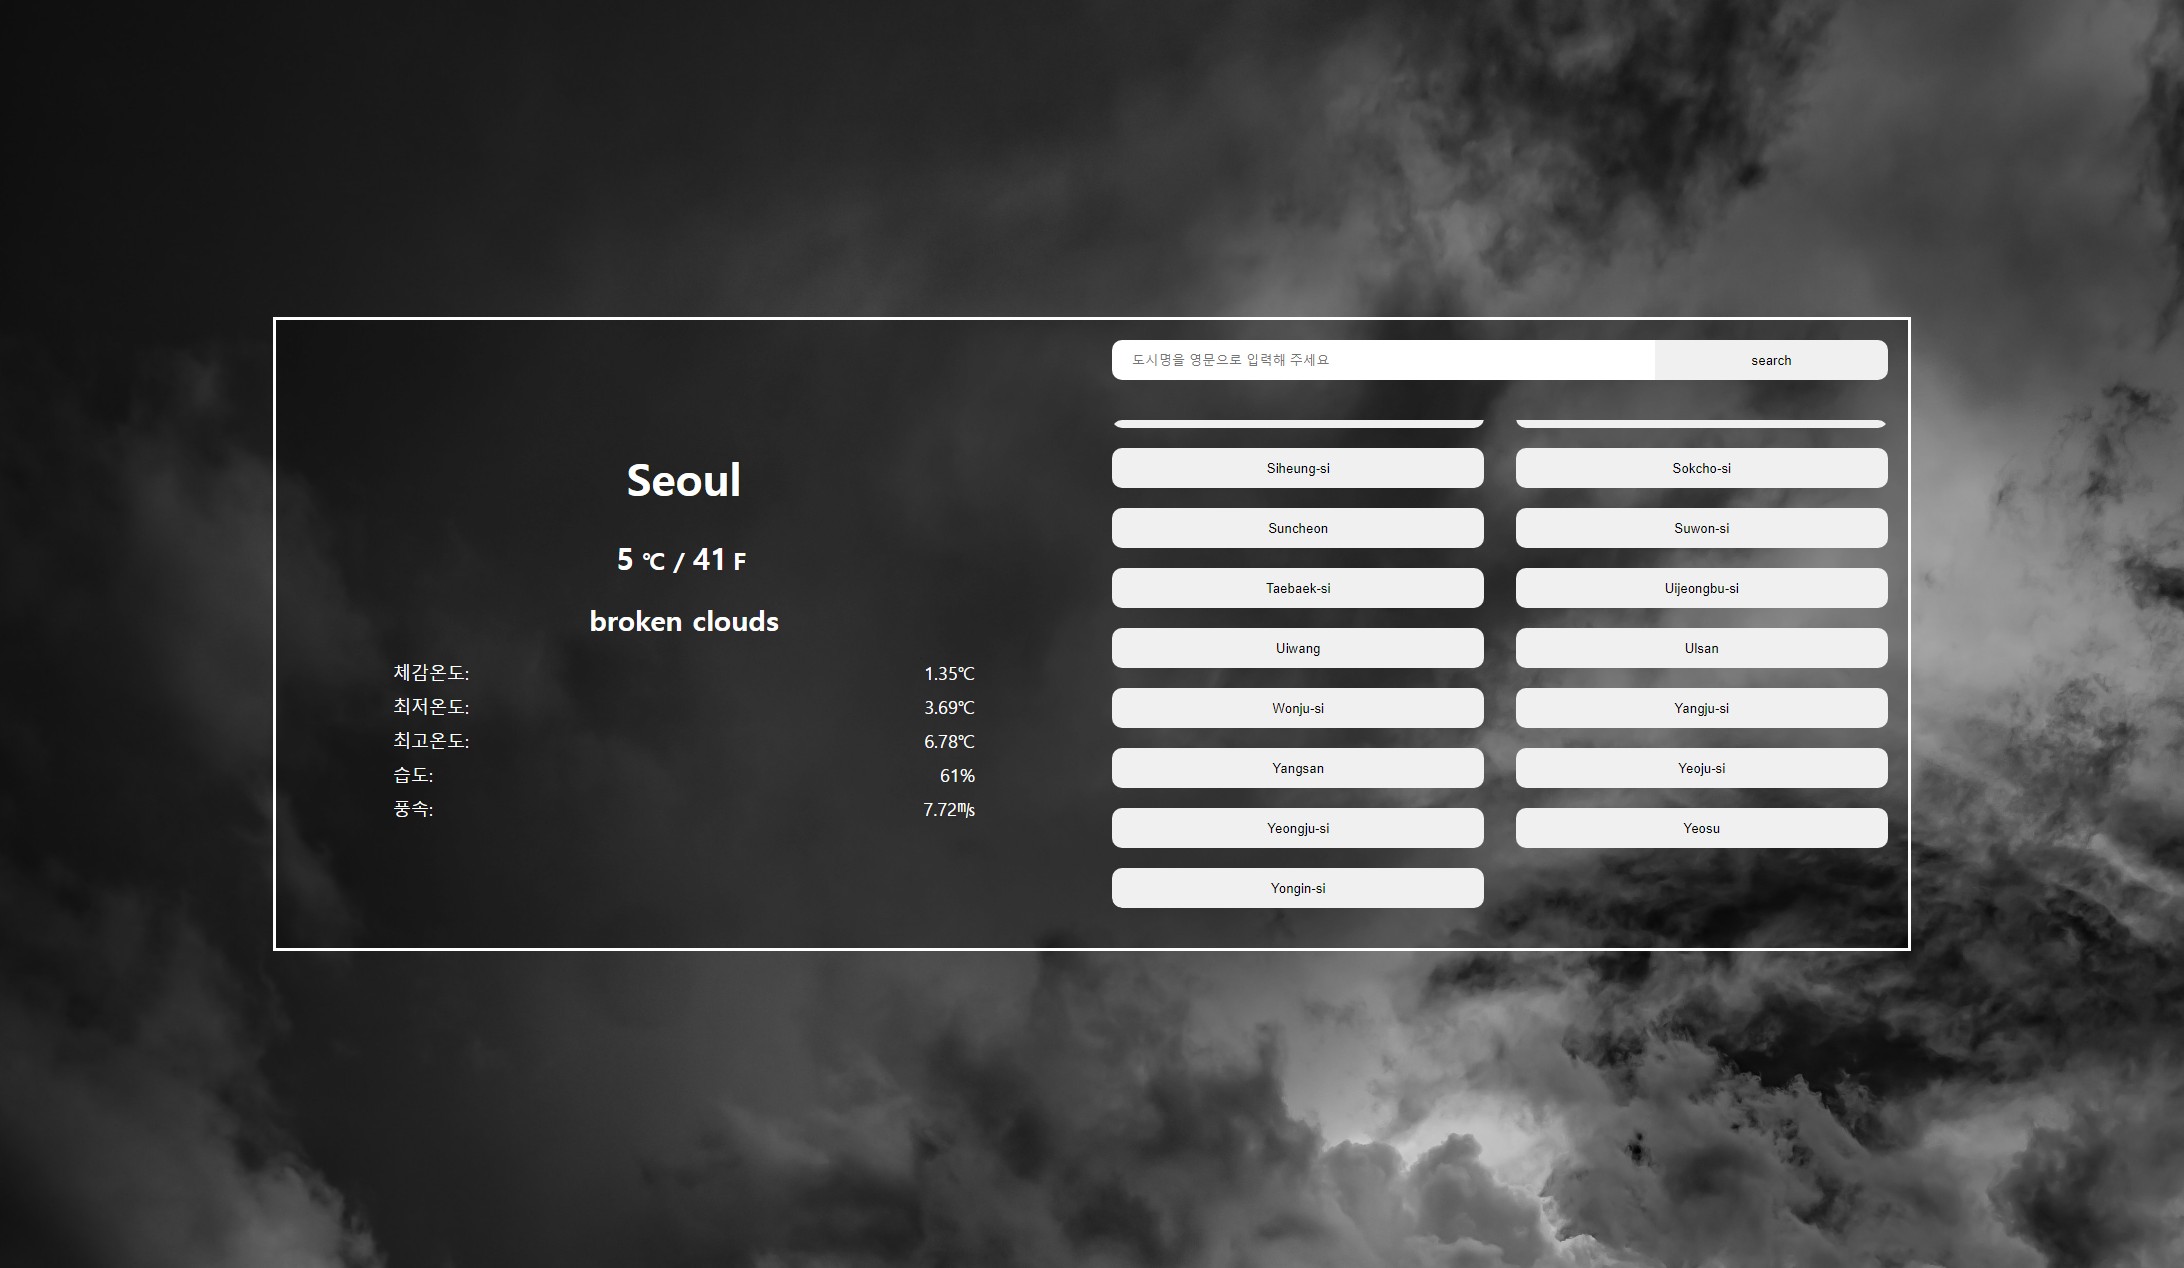 Seoul
5 ℃ / 41 F
broken clouds
체감온도: 1.35℃
최저온도: 3.69℃
최고온도: 6.78℃
습도: 61%
풍속: 7.72㎧
도시명을 영문으로 입력해 주세요 search
Siheung-si Sokcho-si
Suncheon Suwon-si
Taebaek-si Uijeongbu-si
Uiwang Ulsan
Wonju-si Yangju-si
Yangsan Yeoju-si
Yeongju-si Yeosu
Yongin-si